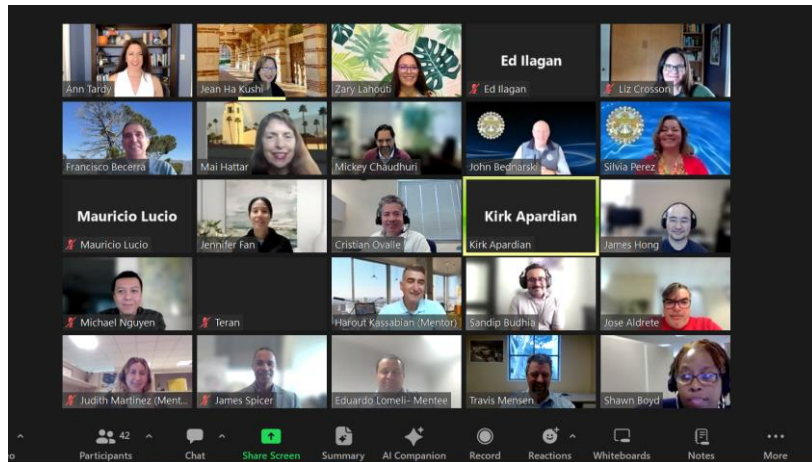 Ann Tardy
Jean Ha Kushi
Zary Lahouti
Ed Ilagan
Ed Ilagan
Liz Crosson
Francisco Becerra
Mai Hattar
Mickey Chaudhuri
John Bednarski
Silvia Perez
Mauricio Lucio
Mauricio Lucio
Jennifer Fan
Cristian Ovalle
Kirk Apardian
Kirk Apardian
James Hong
Michael Nguyen
Teran
Harout Kassabian (Mentor)
Sandip Budhia
Jose Aldrete
Judith Martinez (Ment...
James Spicer
Eduardo Lomeli- Mentee
Travis Mensen
Shawn Boyd
eo
42
Participants
Chat
Share Screen
Summary
AI Companion
Record
Reactions
Whiteboards
Notes
More